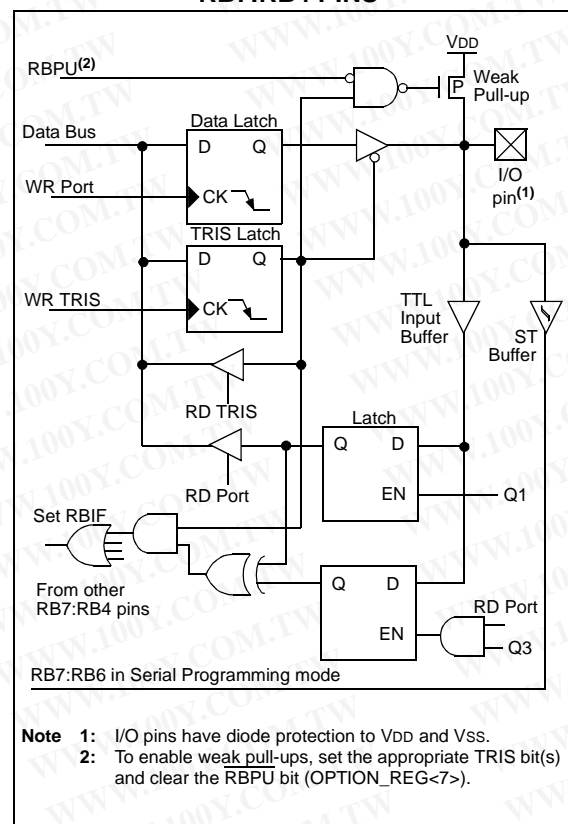 RB7:RB4 PINS
VDD
RBPU(2)
P
Weak
Pull-up
Data Latch
Data Bus
D
Q
I/O
pin(1)
WR Port
CK
TRIS Latch
D
Q
WR TRIS
CK
TTL
Input
Buffer
ST
Buffer
RD TRIS
Latch
Q
D
RD Port
EN
Q1
Set RBIF
From other
RB7:RB4 pins
Q
D
RD Port
EN
Q3
RB7:RB6 in Serial Programming mode
Note 1: I/O pins have diode protection to VDD and VSS.
2: To enable weak pull-ups, set the appropriate TRIS bit(s)
and clear the RBPU bit (OPTION_REG<7>).
WWW.100Y.COM.TW